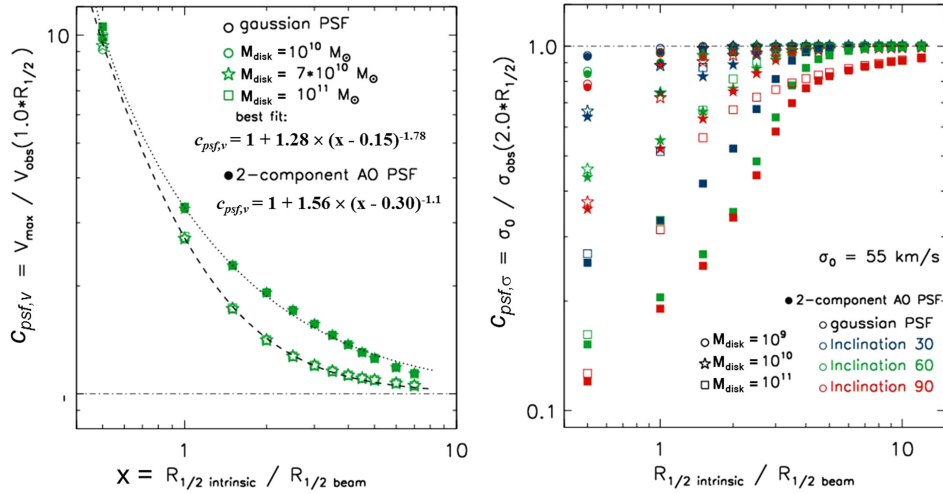 10
1
1
10
C_psf,v = V_max / V_obs(1.0*R_1/2)
X = R_1/2 intrinsic / R_1/2 beam
○ gaussian PSF
○ M_disk = 10^10 M_⊙
☆ M_disk = 7*10^10 M_⊙
□ M_disk = 10^11 M_⊙
best fit:
c_psf,v = 1 + 1.28 × (x - 0.15)^-1.78
● 2-component AO PSF
c_psf,v = 1 + 1.56 × (x - 0.30)^-1.1
1.0
0.1
1
10
C_psf,σ = σ_0 / σ_obs(2.0*R_1/2)
R_1/2 intrinsic / R_1/2 beam
σ_0 = 55 km/s
● 2-component AO PSF
○ gaussian PSF
○ M_disk = 10^9
☆ M_disk = 10^10
□ M_disk = 10^11
○ Inclination 30
○ Inclination 60
○ Inclination 90